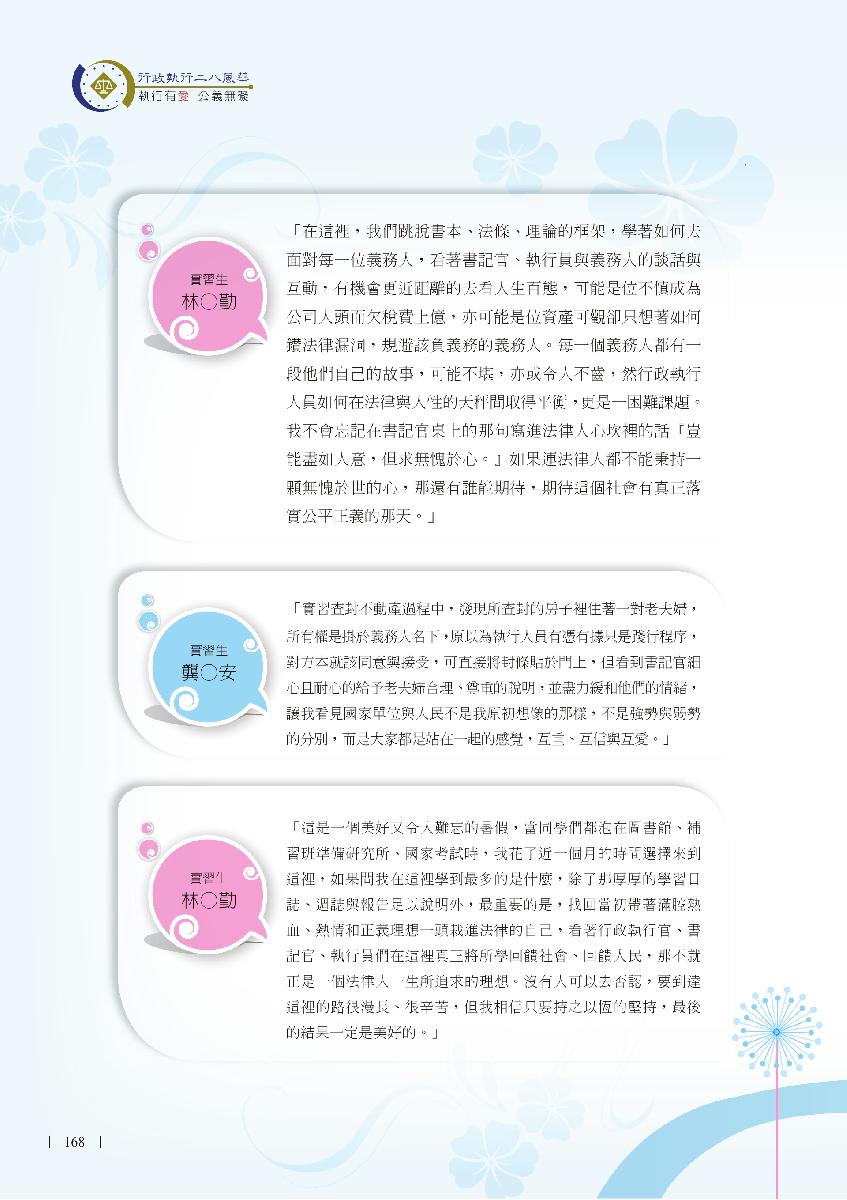 行政執行二八風華
執行有愛 公義無礙
實習生
林○勤
「在這裡，我們跳脫書本、法條、理論的框架，學著如何去
面對每一位義務人，看著書記官、執行員與義務人的談話與
互動，有機會更近距離的去看人生百態，可能是位不慎成為
公司人頭而欠稅費上億，亦可能是位資產可觀卻只想著如何
鑽法律漏洞，規避該負義務的義務人。每一個義務人都有一
段他們自己的故事，可能不堪，亦或令人不齒，然行政執行
人員如何在法律與人性的天秤間取得平衡，更是一困難課題。
我不會忘記在書記官桌上的那句寫進法律人心坎裡的話『豈
能盡如人意，但求無愧於心。』如果連法律人都不能秉持一
顆無愧於世的心，那還有誰能期待，期待這個社會有真正落
實公平正義的那天。」
實習生
龔○安
「實習查封不動產過程中，發現所查封的房子裡住著一對老夫婦，
所有權是掛於義務人名下，原以為執行人員有憑有據只是踐行程序，
對方本就該同意與接受，可直接將封條貼於門上，但看到書記官細
心且耐心的給予老夫婦合理、尊重的說明，並盡力緩和他們的情緒，
讓我看見國家單位與人民不是我原初想像的那樣，不是強勢與弱勢
的分別，而是大家都是站在一起的感覺，互重、互信與互愛。」
實習生
林○勤
「這是一個美好又令人難忘的暑假，當同學們都泡在圖書館、補
習班準備研究所、國家考試時，我花了近一個月的時間選擇來到
這裡，如果問我在這裡學到最多的是什麼，除了那厚厚的學習日
誌、週誌與報告足以說明外，最重要的是，找回當初帶著滿腔熱
血、熱情和正義理想一頭栽進法律的自己，看著行政執行官、書
記官、執行員們在這裡真正將所學回饋社會、回饋人民，那不就
正是一個法律人一生所追求的理想。沒有人可以去否認，要到達
這裡的路很漫長、很辛苦，但我相信只要持之以恆的堅持，最後
的結果一定是美好的。」
168